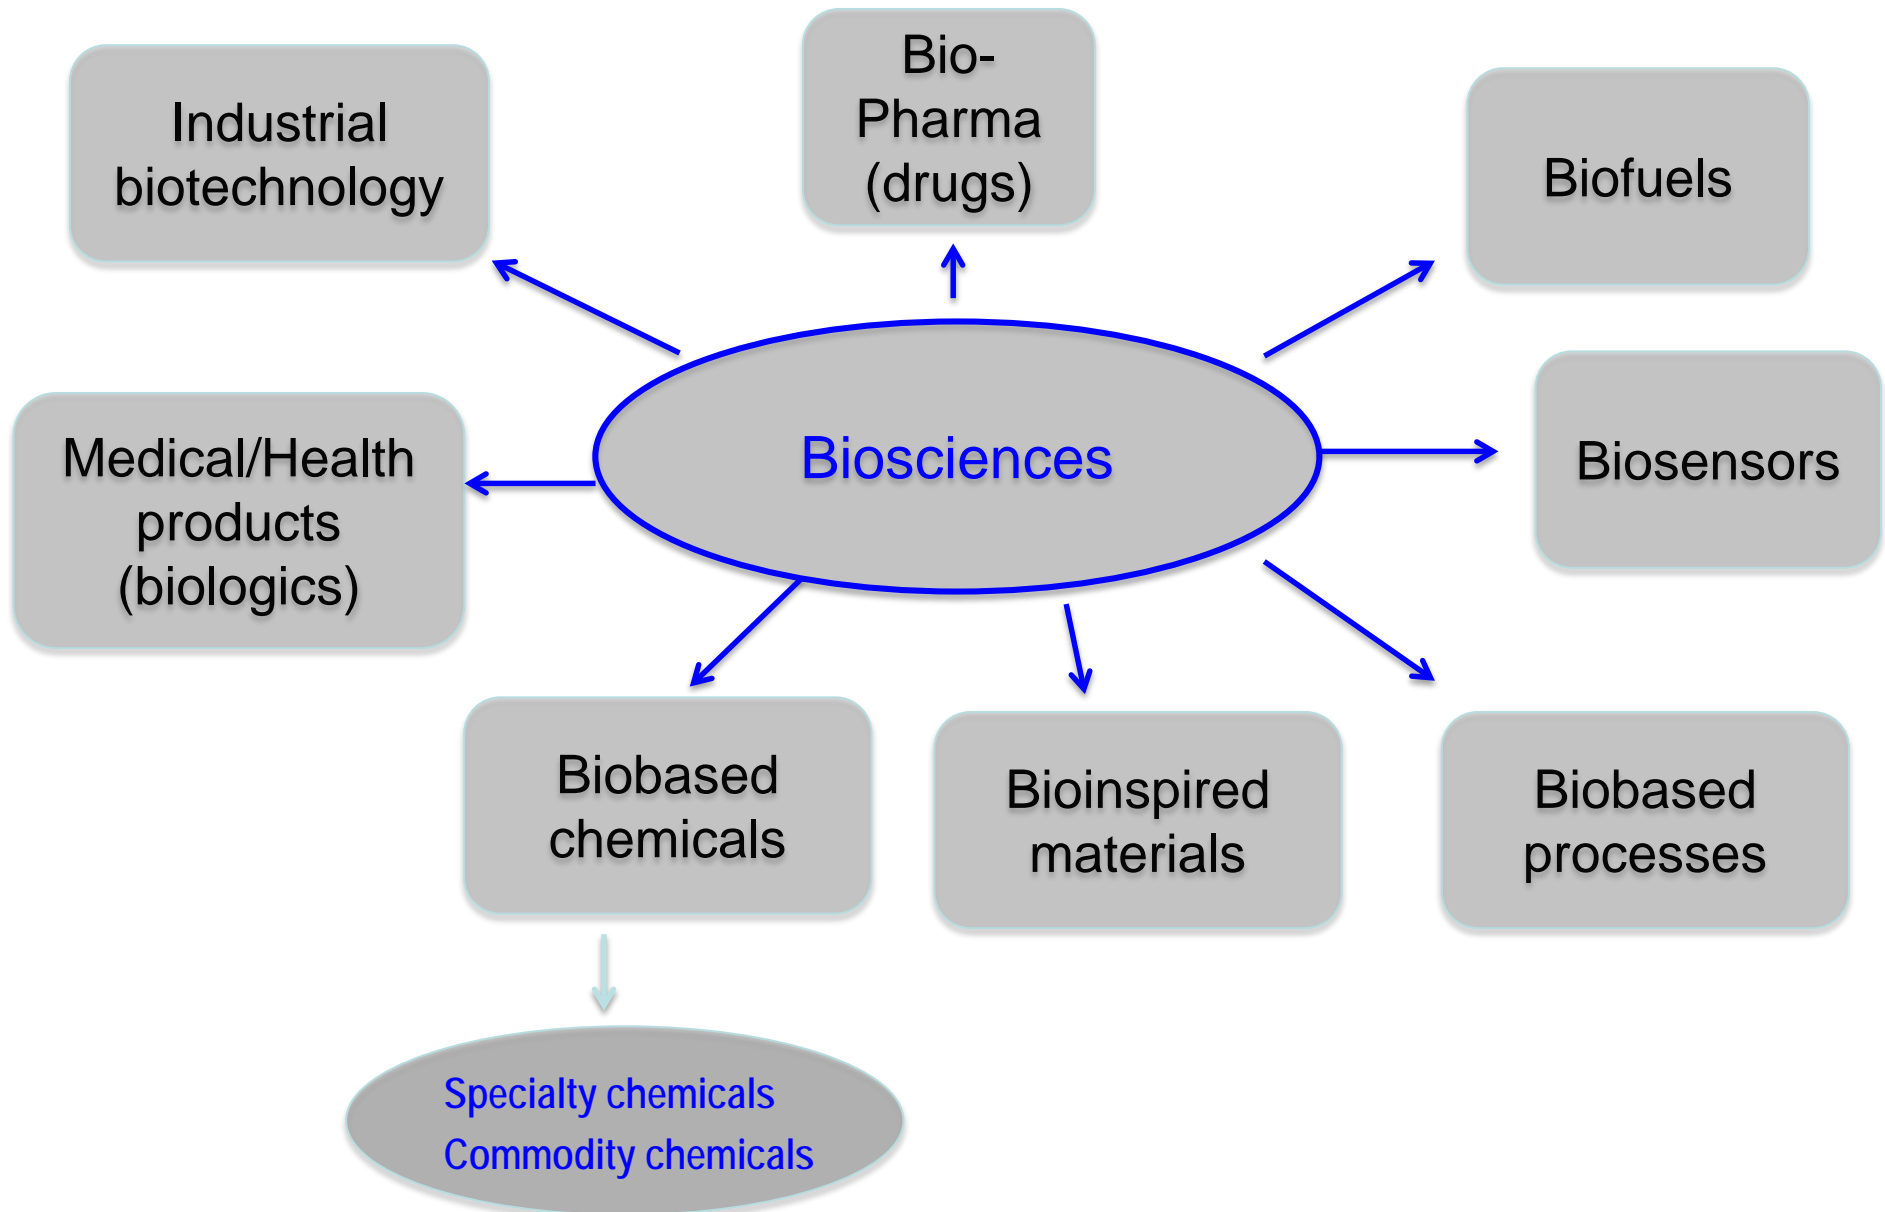 Bio-
Pharma
(drugs)
Industrial
biotechnology
Biofuels
Biosciences
Biosensors
Medical/Health
products
(biologics)
Biobased
chemicals
Bioinspired
materials
Biobased
processes
Specialty chemicals
Commodity chemicals